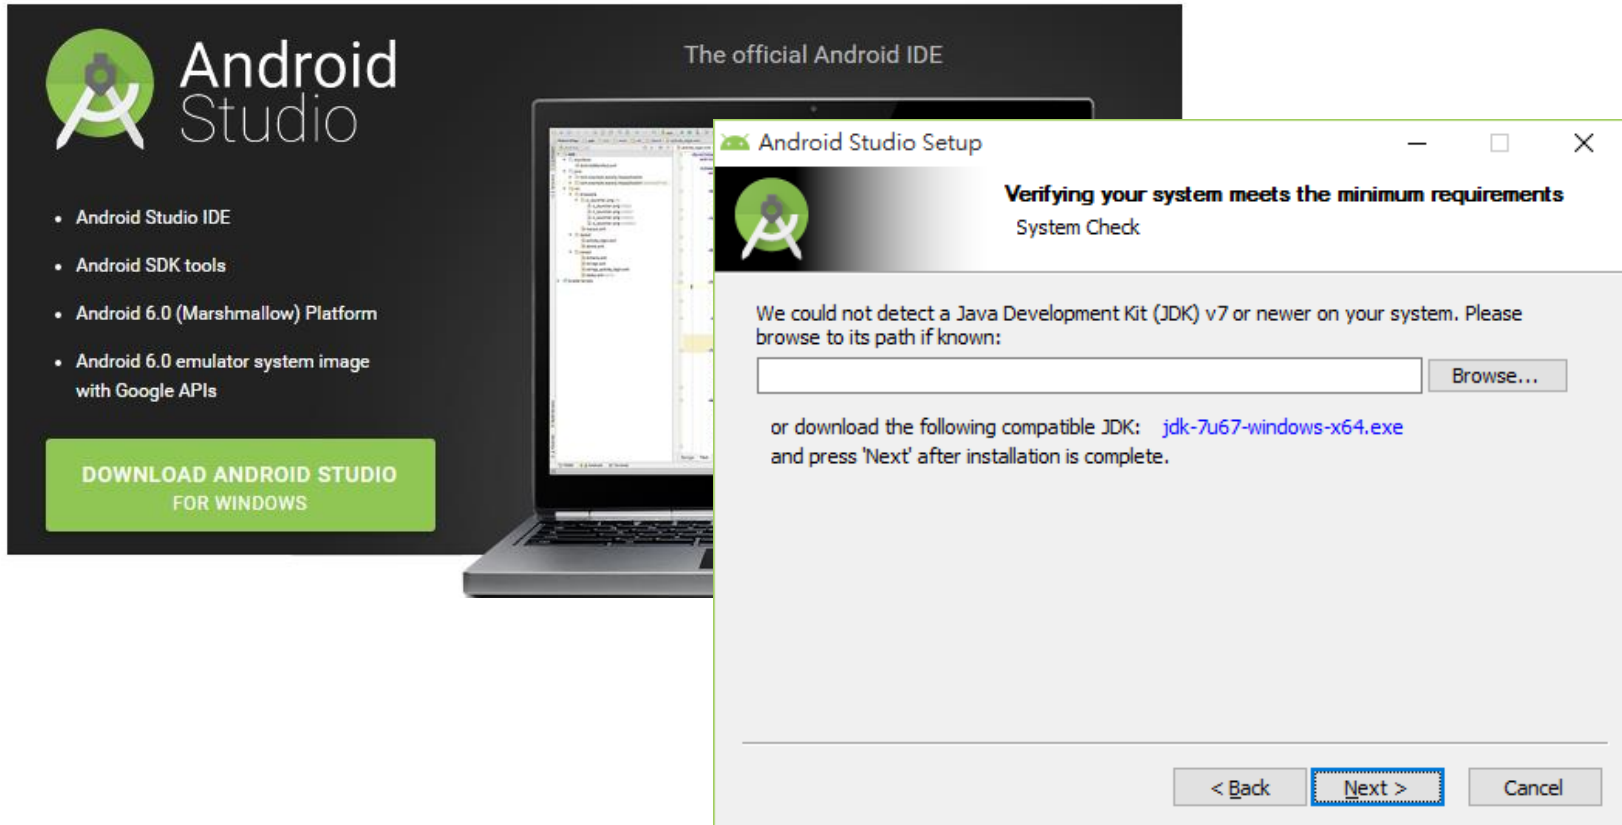 Android
Studio
The official Android IDE
• Android Studio IDE
• Android SDK tools
• Android 6.0 (Marshmallow) Platform
• Android 6.0 emulator system image
with Google APIs
DOWNLOAD ANDROID STUDIO
FOR WINDOWS
Android Studio Setup
Verifying your system meets the minimum requirements
System Check
We could not detect a Java Development Kit (JDK) v7 or newer on your system. Please
browse to its path if known:
Browse...
or download the following compatible JDK: jdk-7u67-windows-x64.exe
and press 'Next' after installation is complete.
< Back Next > Cancel